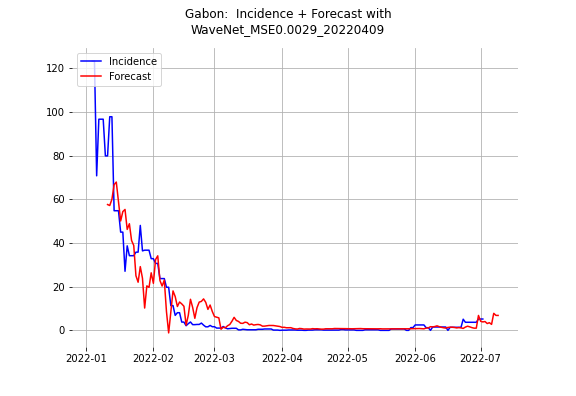 Gabon:  Incidence + Forecast with
WaveNet_MSE0.0029_20220409
Incidence
Forecast
120
100
80
60
40
20
0
2022-01 2022-02 2022-03 2022-04 2022-05 2022-06 2022-07